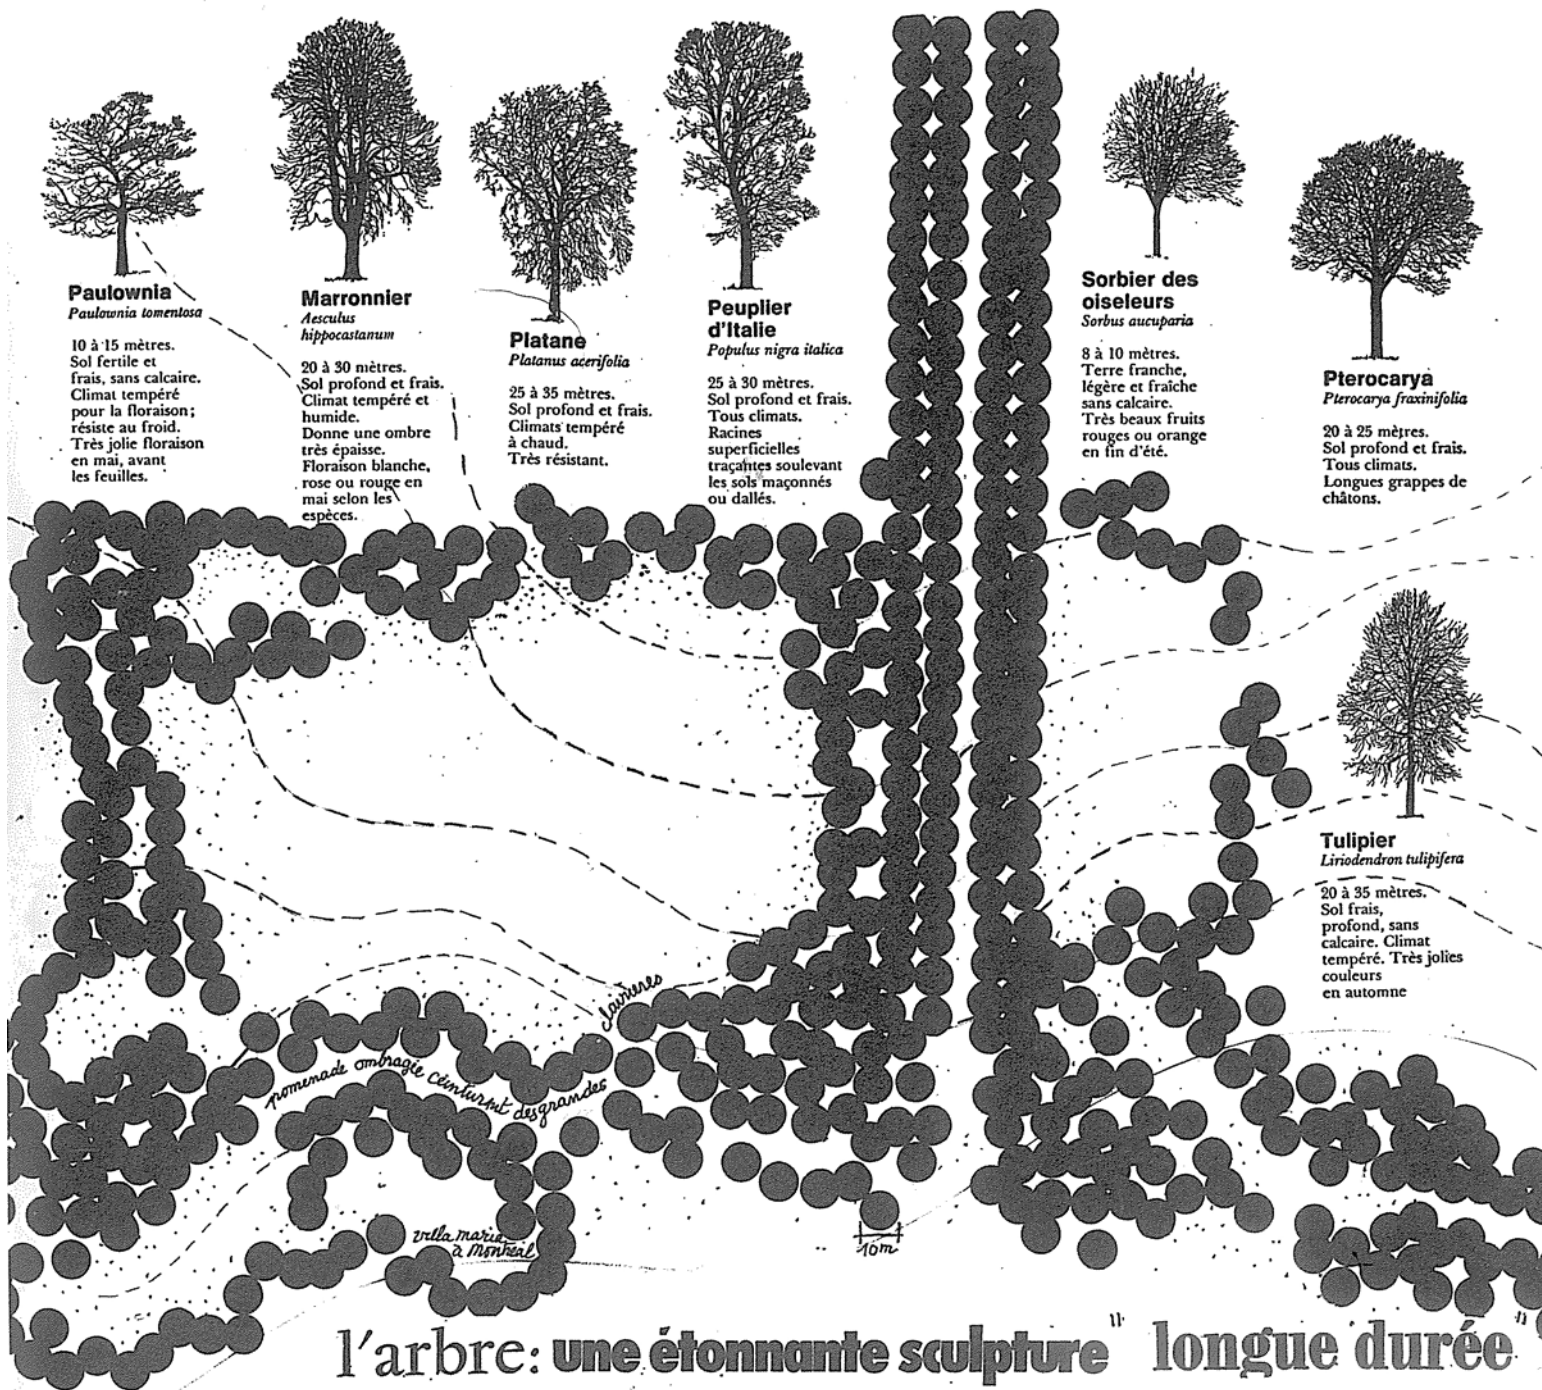 Paulownia
Paulownia tomentosa
10 à 15 mètres.
Sol fertile et
frais, sans calcaire.
Climat tempéré
pour la floraison;
résiste au froid.
Très jolie floraison
en mai, avant
les feuilles.
Marronnier
Aesculus
hippocastanum
20 à 30 mètres.
Sol profond et frais.
Climat tempéré et
humide.
Donne une ombre
très épaisse.
Floraison blanche,
rose ou rouge en
mai selon les
espèces.
Platane
Platanus acerifolia
25 à 35 mètres.
Sol profond et frais.
Climats tempéré
à chaud.
Très résistant.
Peuplier
d'Italie
Populus nigra italica
25 à 30 mètres.
Sol profond et frais.
Tous climats.
Racines
superficielles
traçantes soulevant
les sols maçonnés
ou dallés.
Sorbier des
oiseleurs
Sorbus aucuparia
8 à 10 mètres.
Terre franche,
légère et fraîche
sans calcaire.
Très beaux fruits
rouges ou orange
en fin d'été.
Pterocarya
Pterocarya fraxinifolia
20 à 25 mètres.
Sol profond et frais.
Tous climats.
Longues grappes de
châtons.
Tulipier
Liriodendron tulipifera
20 à 35 mètres.
Sol frais,
profond, sans
calcaire. Climat
tempéré. Très jolies
couleurs
en automne
promenade ombragée ceinturant des grandes clairières
villa maria
à Montréal
10m
l'arbre: une étonnante sculpture "longue durée"